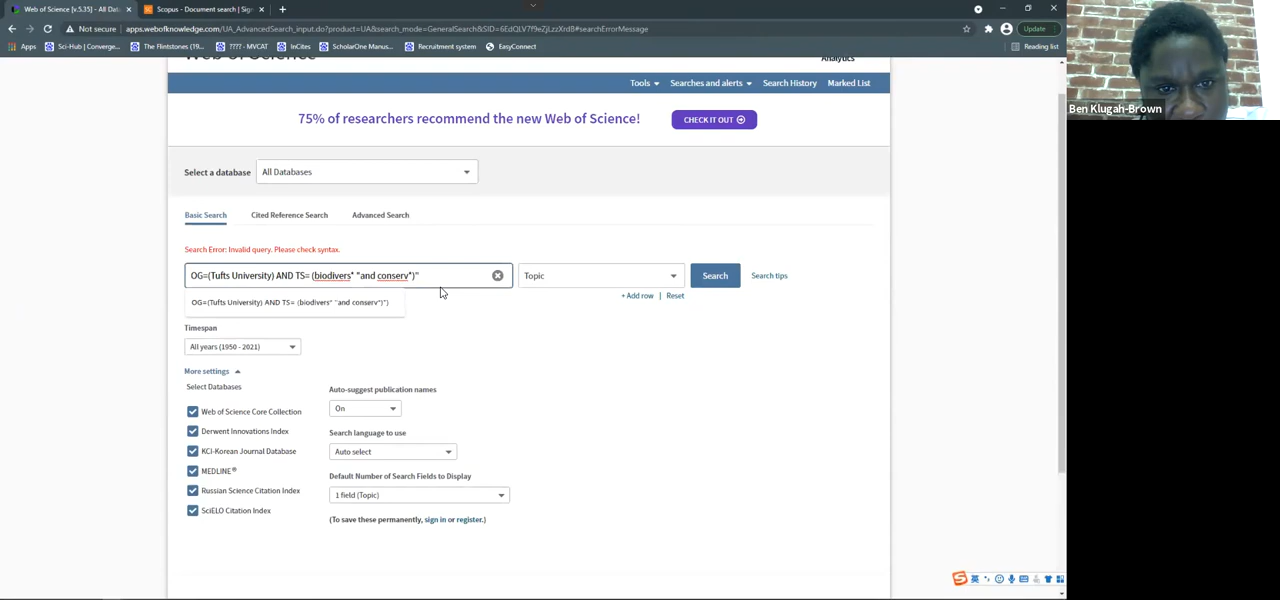 Web of Science [v.5.35] - All Dat
Scopus - Document search | Sig
Not secure | apps.webofknowledge.com/UA_AdvancedSearch_input.do?product=UA&search_mode=GeneralSearch&SID=6EdQLV7f9eZjLzzXrdB#searchErrorMessage
Update
Apps
Sci-Hub | Converge...
The Flintstones (19...
???? - MVCAT
InCites
ScholarOne Manus...
Recruitment system
EasyConnect
Reading list
Web of Science
Analytics
Tools
Searches and alerts
Search History
Marked List
75% of researchers recommend the new Web of Science!
CHECK IT OUT
Select a database
All Databases
Basic Search
Cited Reference Search
Advanced Search
Search Error: Invalid query. Please check syntax.
OG=(Tufts University) AND TS= (biodivers* "and conserv*)"
Topic
Search
Search tips
+ Add row | Reset
OG=(Tufts University) AND TS= (biodivers* "and conserv*)")
Timespan
All years (1950 - 2021)
More settings
Select Databases
Web of Science Core Collection
Derwent Innovations Index
KCI-Korean Journal Database
MEDLINE®
Russian Science Citation Index
SciELO Citation Index
Auto-suggest publication names
On
Search language to use
Auto select
Default Number of Search Fields to Display
1 field (Topic)
(To save these permanently, sign in or register.)
Ben Klugah-Brown
英